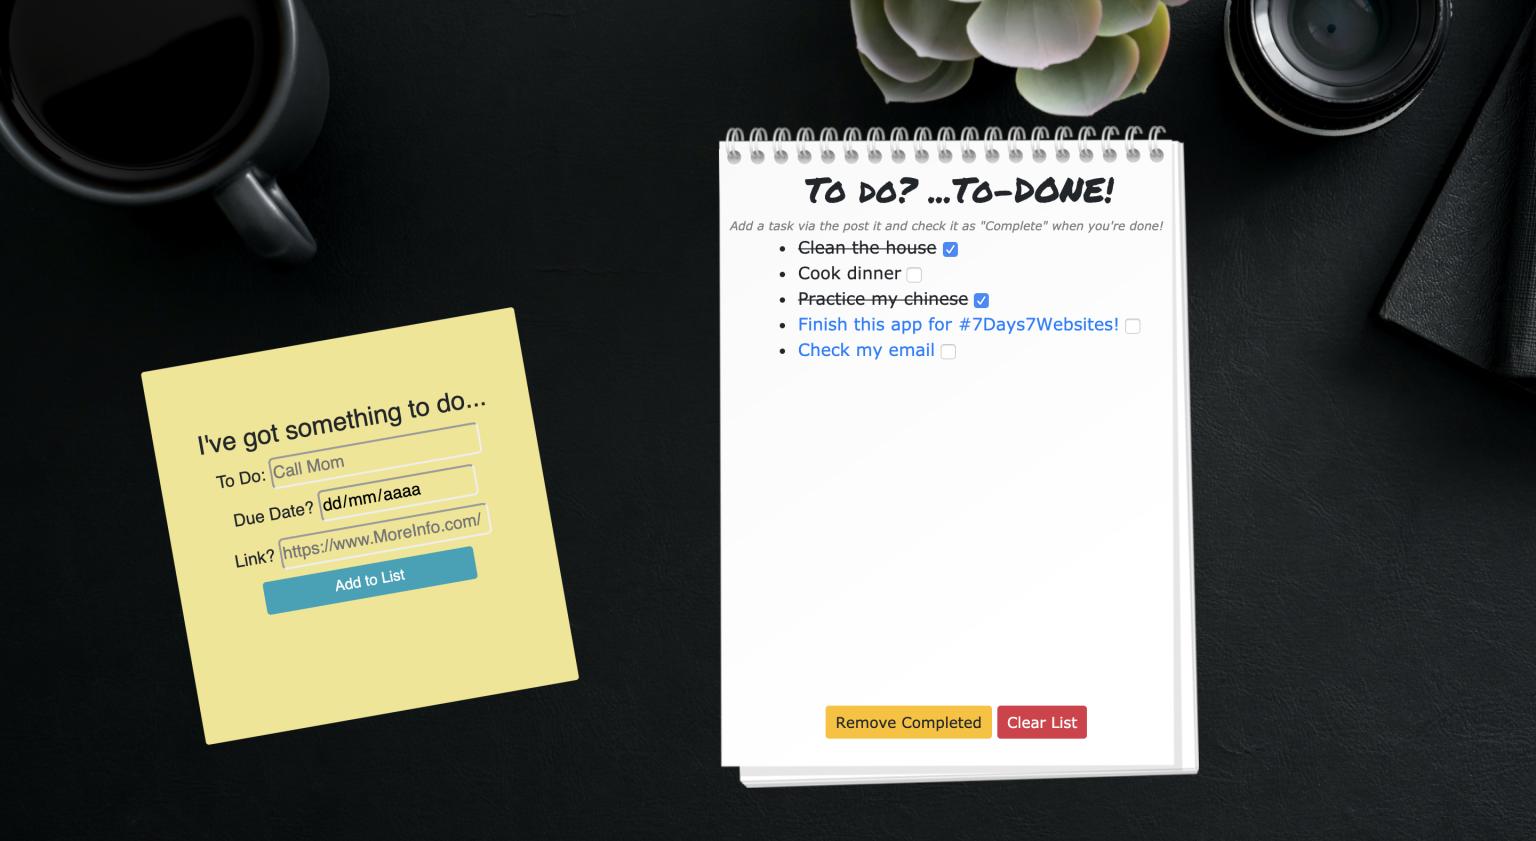 To do? ...To-DONE!
Add a task via the post it and check it as "Complete" when you're done!
Clean the house
Cook dinner
Practice my chinese
Finish this app for #7Days7Websites!
Check my email
Remove Completed
Clear List
I've got something to do...
To Do: Call Mom
Due Date? dd/mm/aaaa
Link? https://www.MoreInfo.com/
Add to List